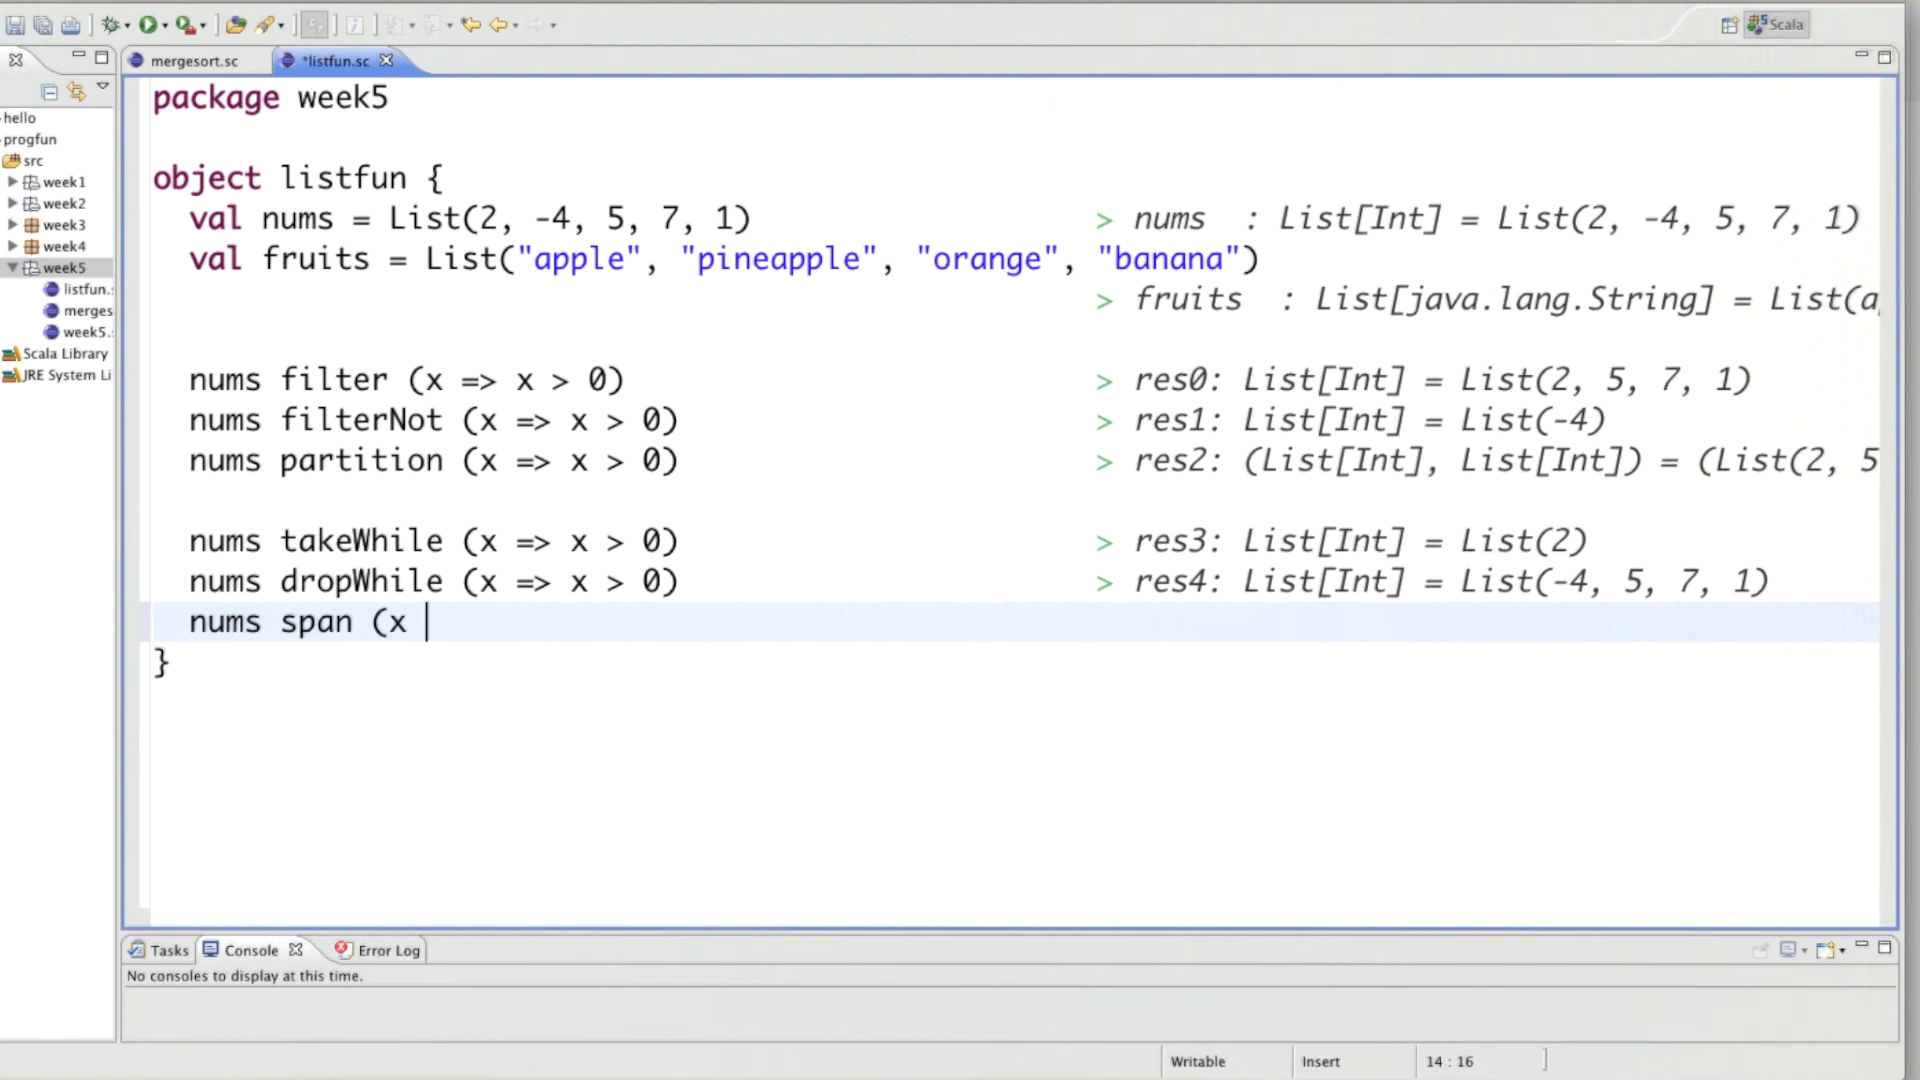 Scala
mergesort.sc
*listfun.sc
package week5
hello
progfun
src
week1
week2
week3
week4
week5
listfun.
merges
week5.
Scala Library
JRE System Li
object listfun {
val nums = List(2, -4, 5, 7, 1)
> nums : List[Int] = List(2, -4, 5, 7, 1)
val fruits = List("apple", "pineapple", "orange", "banana")
> fruits : List[java.lang.String] = List(a
nums filter (x => x > 0)
> res0: List[Int] = List(2, 5, 7, 1)
nums filterNot (x => x > 0)
> res1: List[Int] = List(-4)
nums partition (x => x > 0)
> res2: (List[Int], List[Int]) = (List(2, 5
nums takeWhile (x => x > 0)
> res3: List[Int] = List(2)
nums dropWhile (x => x > 0)
> res4: List[Int] = List(-4, 5, 7, 1)
nums span (x
}
Tasks
Console
Error Log
No consoles to display at this time.
Writable
Insert
14 : 16